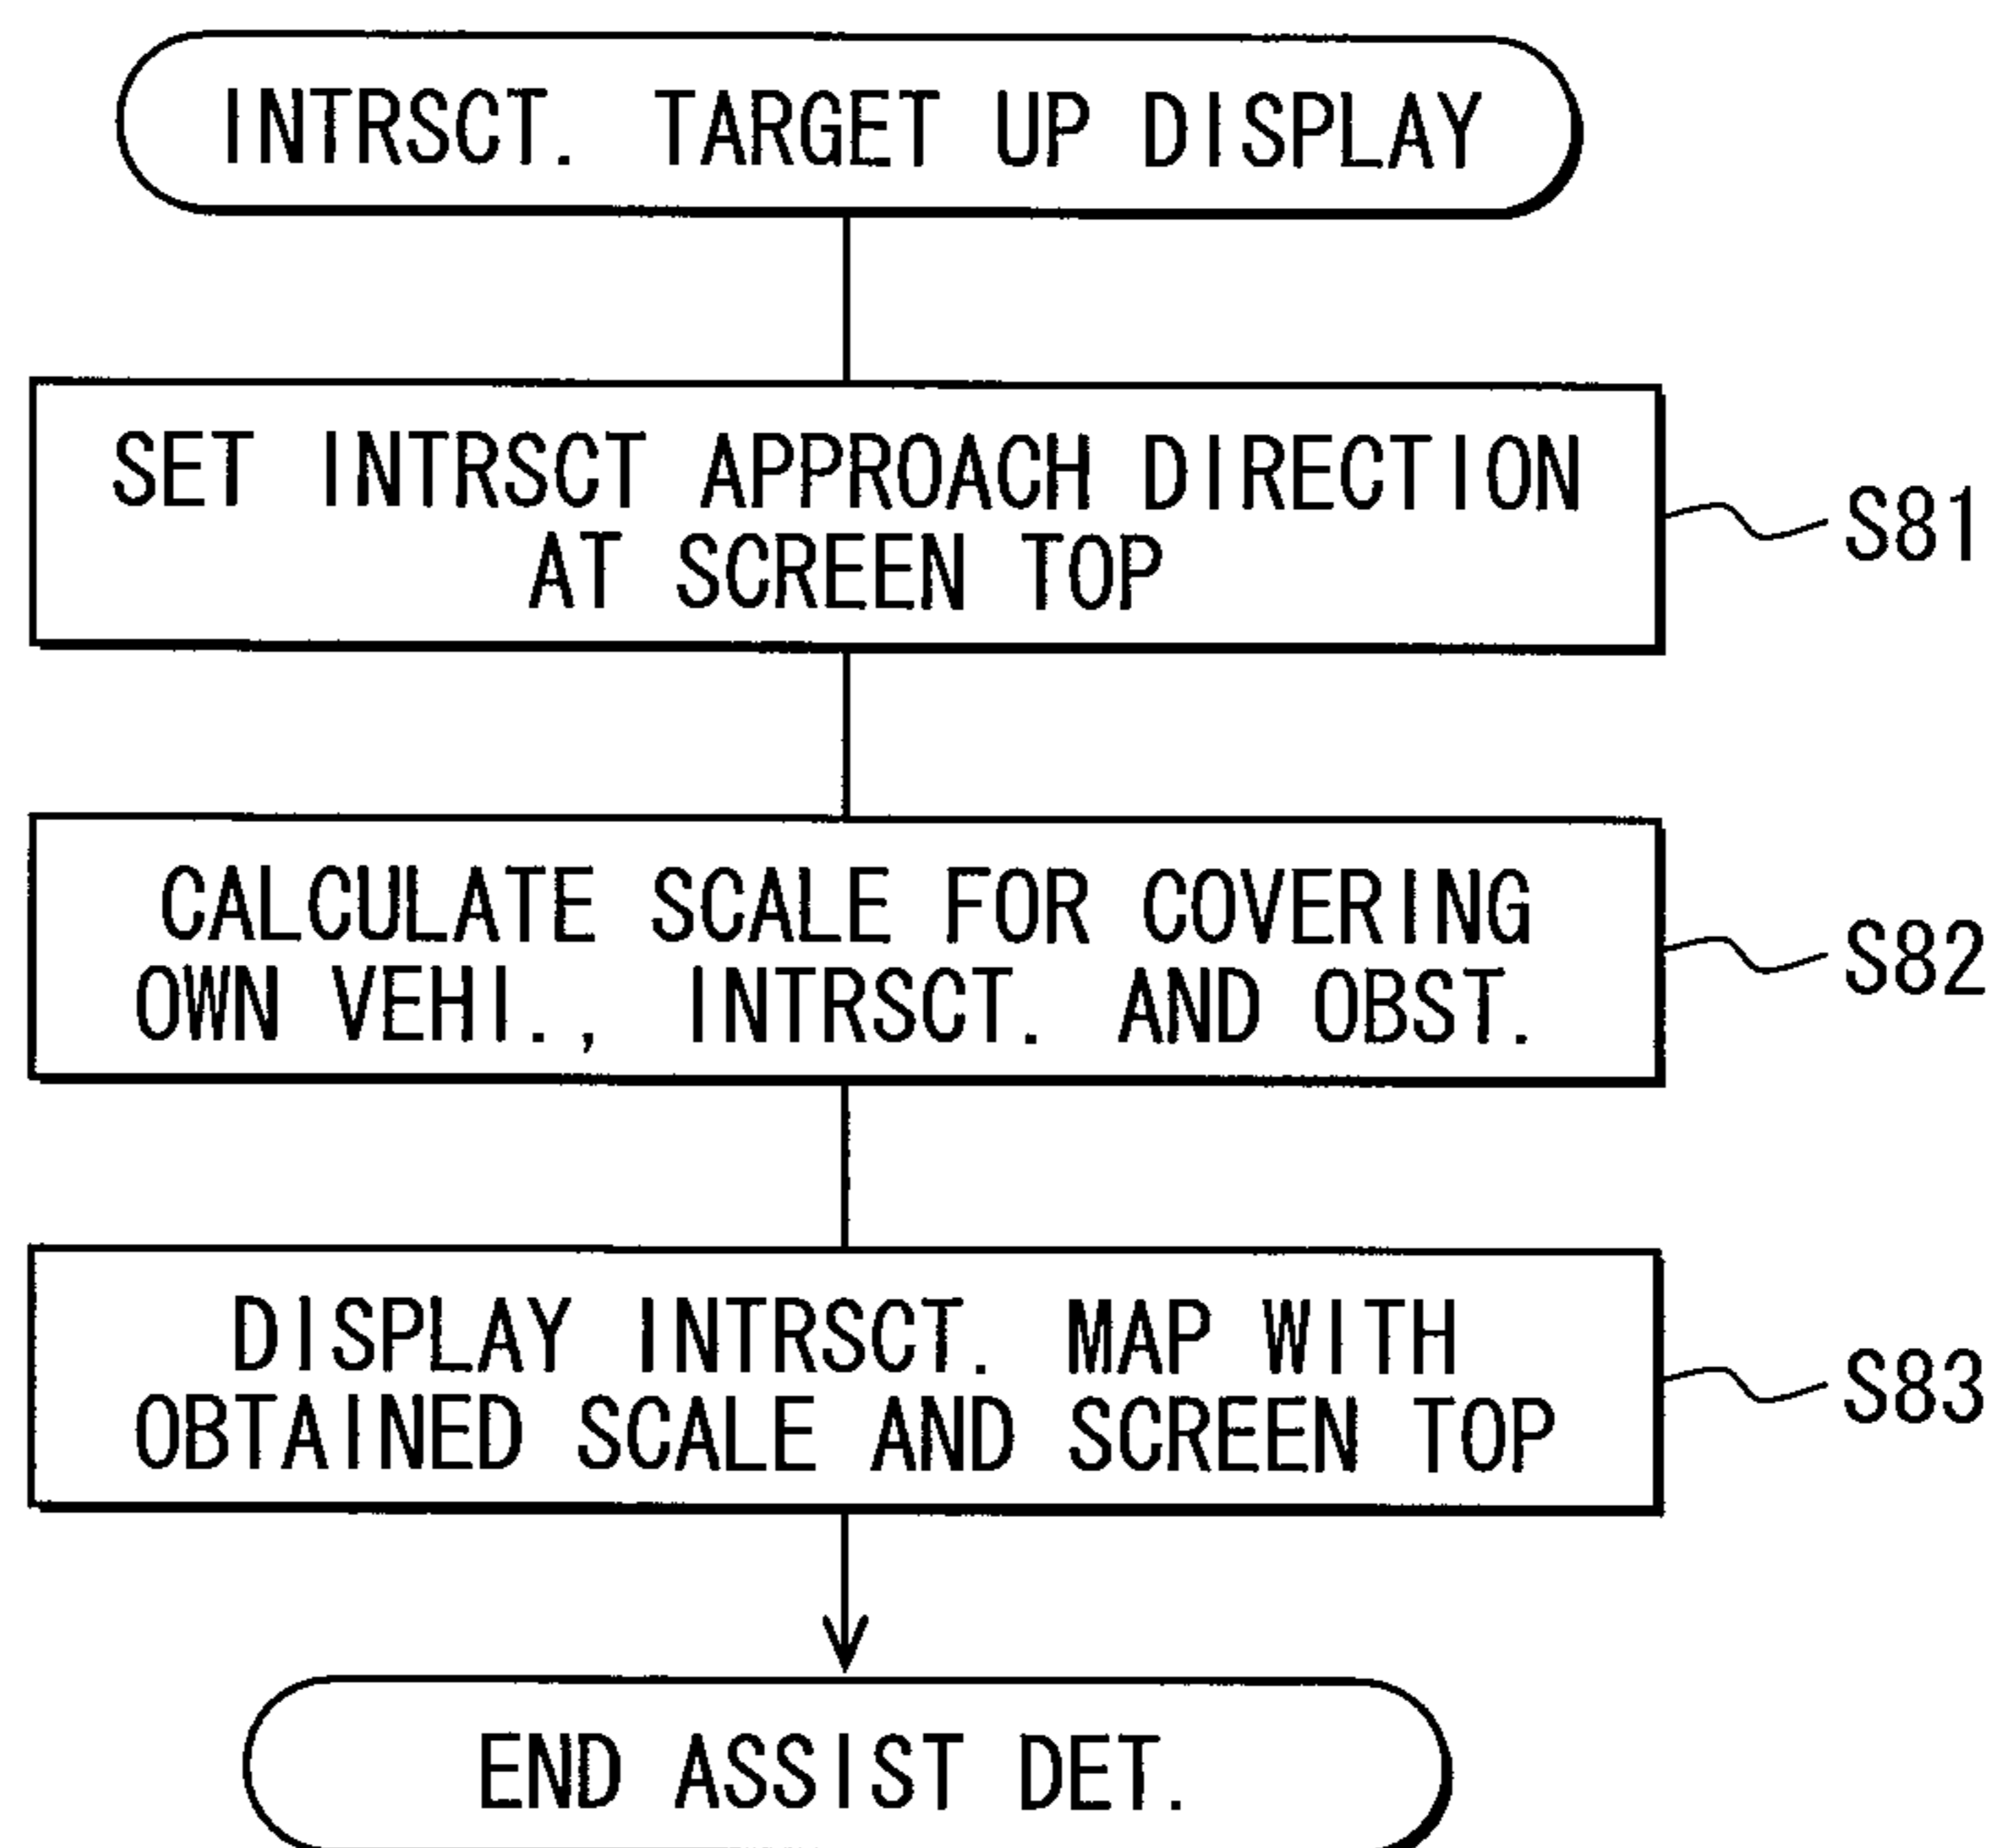 INTRSCT. TARGET UP DISPLAY
SET INTRSCT APPROACH DIRECTION
AT SCREEN TOP
S81
CALCULATE SCALE FOR COVERING
OWN VEHI., INTRSCT. AND OBST.
S82
DISPLAY INTRSCT. MAP WITH
OBTAINED SCALE AND SCREEN TOP
S83
END ASSIST DET.